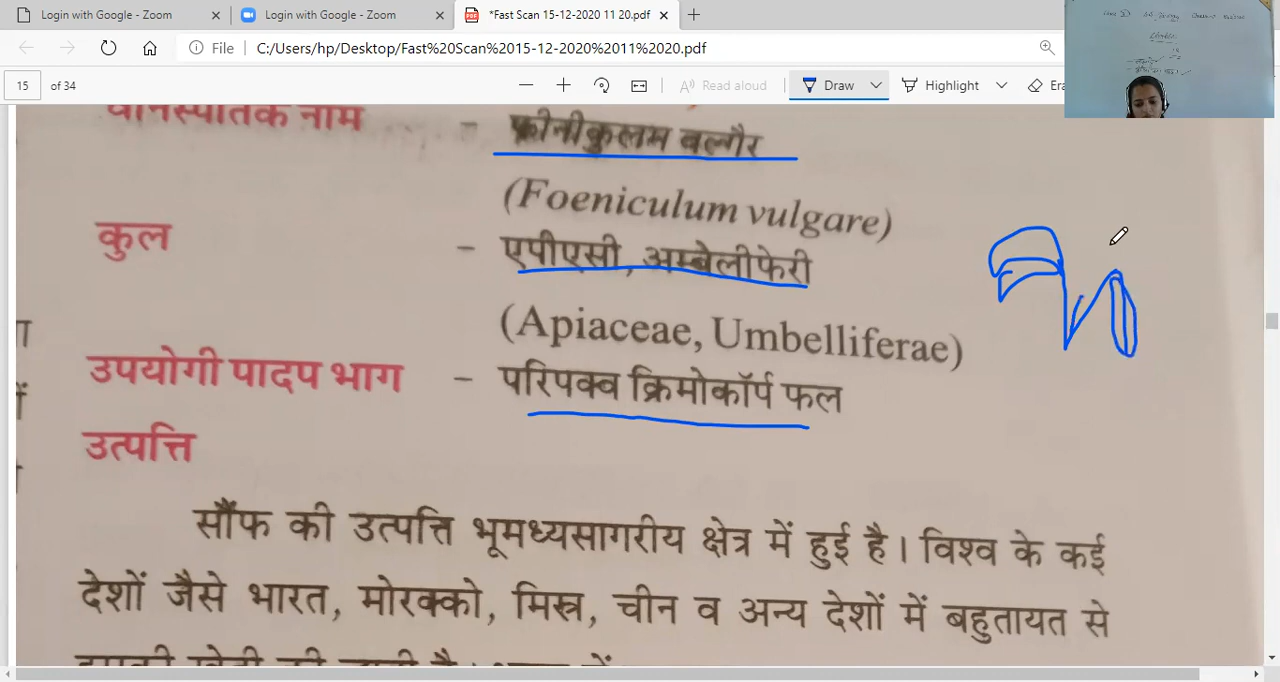 Login with Google - Zoom
Login with Google - Zoom
*Fast Scan 15-12-2020 11 20.pdf
File
C:/Users/hp/Desktop/Fast%20Scan%2015-12-2020%2011%2020.pdf
15 of 34
Read aloud
Draw
Highlight
Era
वानस्पतिक नाम - फीनीकुलम वल्गैर
(Foeniculum vulgare)
कुल - एपीएसी, अम्बेलीफेरी
(Apiaceae, Umbelliferae)
उपयोगी पादप भाग - परिपक्व क्रिमोकॉर्प फल
उत्पत्ति
सौंफ की उत्पत्ति भूमध्यसागरीय क्षेत्र में हुई है। विश्व के कई
देशों जैसे भारत, मोरक्को, मिस्र, चीन व अन्य देशों में बहुतायत से